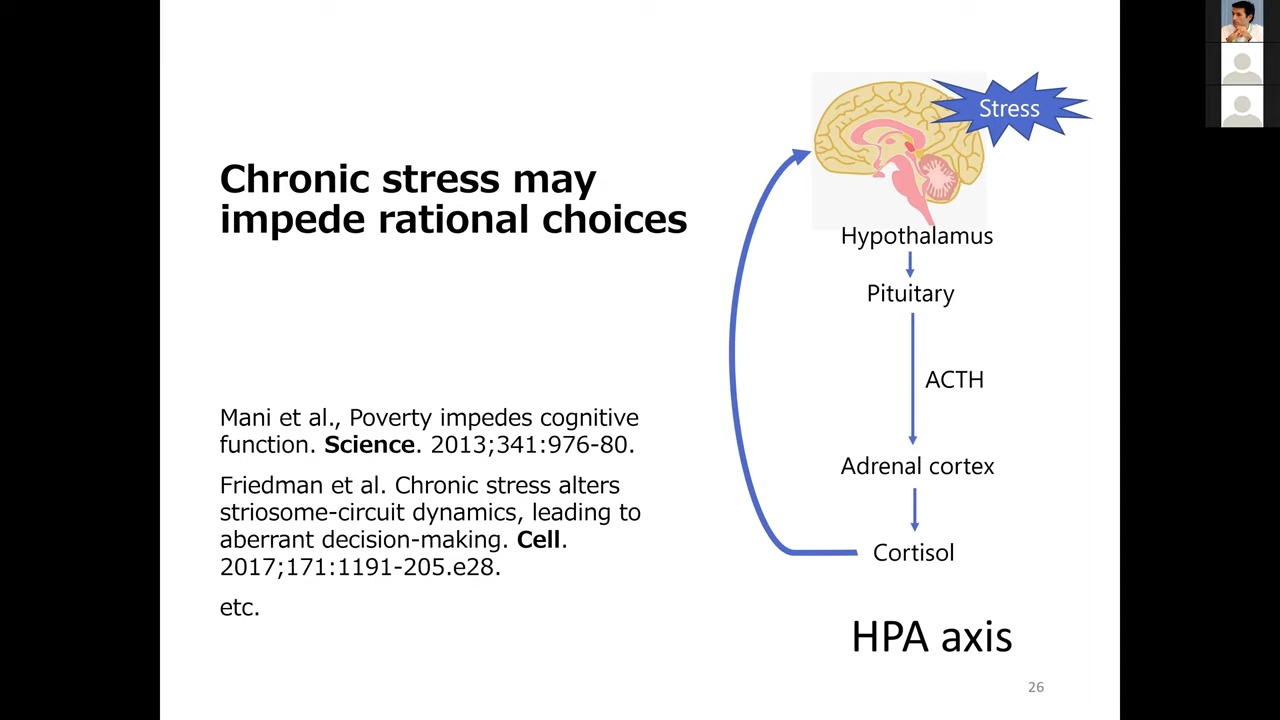 Chronic stress may
impede rational choices
Mani et al., Poverty impedes cognitive
function. Science. 2013;341:976-80.
Friedman et al. Chronic stress alters
striosome-circuit dynamics, leading to
aberrant decision-making. Cell.
2017;171:1191-205.e28.
etc.
Stress
Hypothalamus
Pituitary
ACTH
Adrenal cortex
Cortisol
HPA axis
26